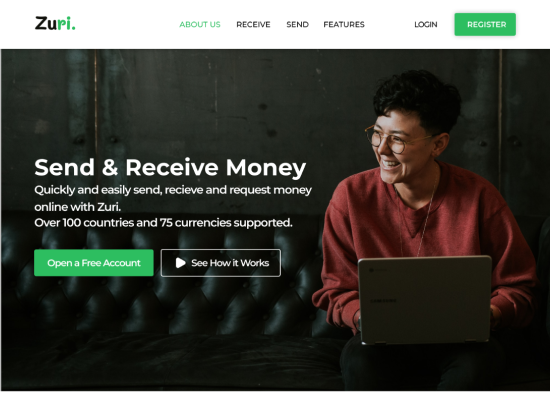 Zuri.
ABOUT US
RECEIVE
SEND
FEATURES
LOGIN
REGISTER
Send & Receive Money
Quickly and easily send, recieve and request money
online with Zuri.
Over 100 countries and 75 currencies supported.
Open a Free Account
See How it Works
SAMSUNG